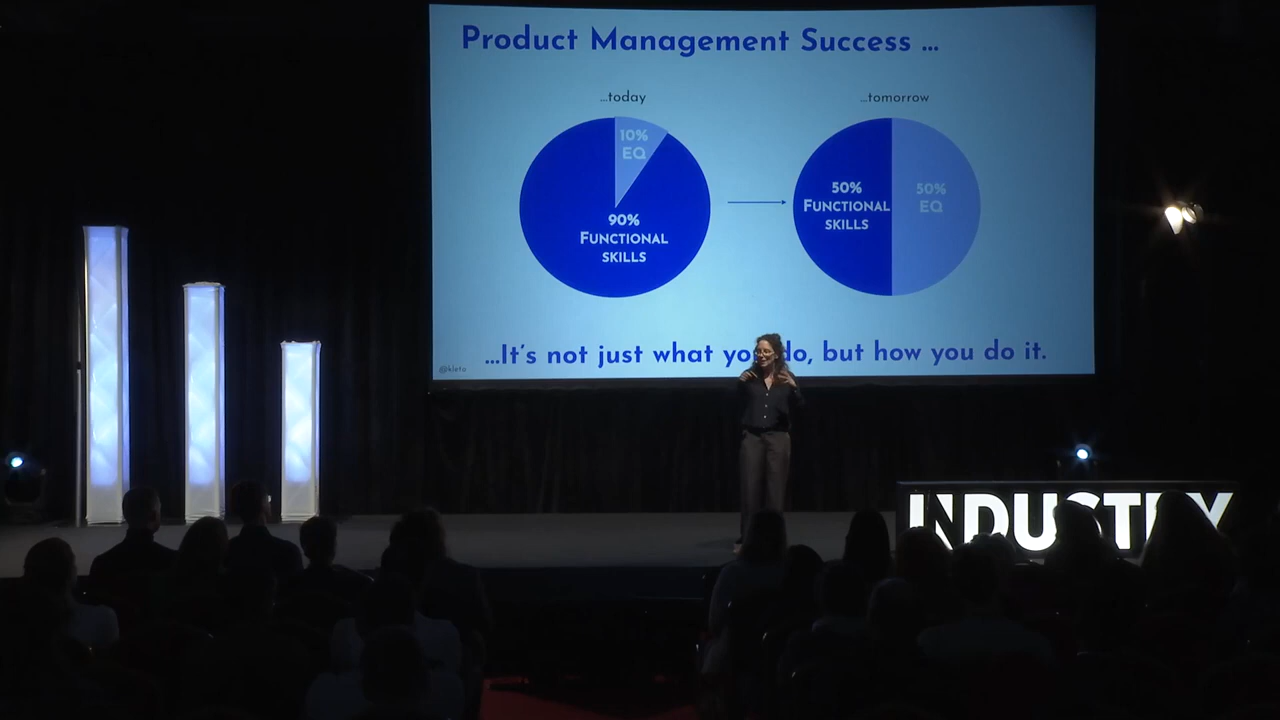 Product Management Success ...
...today
...tomorrow
10%
EQ
90%
FUNCTIONAL
SKILLS
50%
FUNCTIONAL
SKILLS
50%
EQ
...It's not just what you do, but how you do it.
@kleto
INDUSTRY